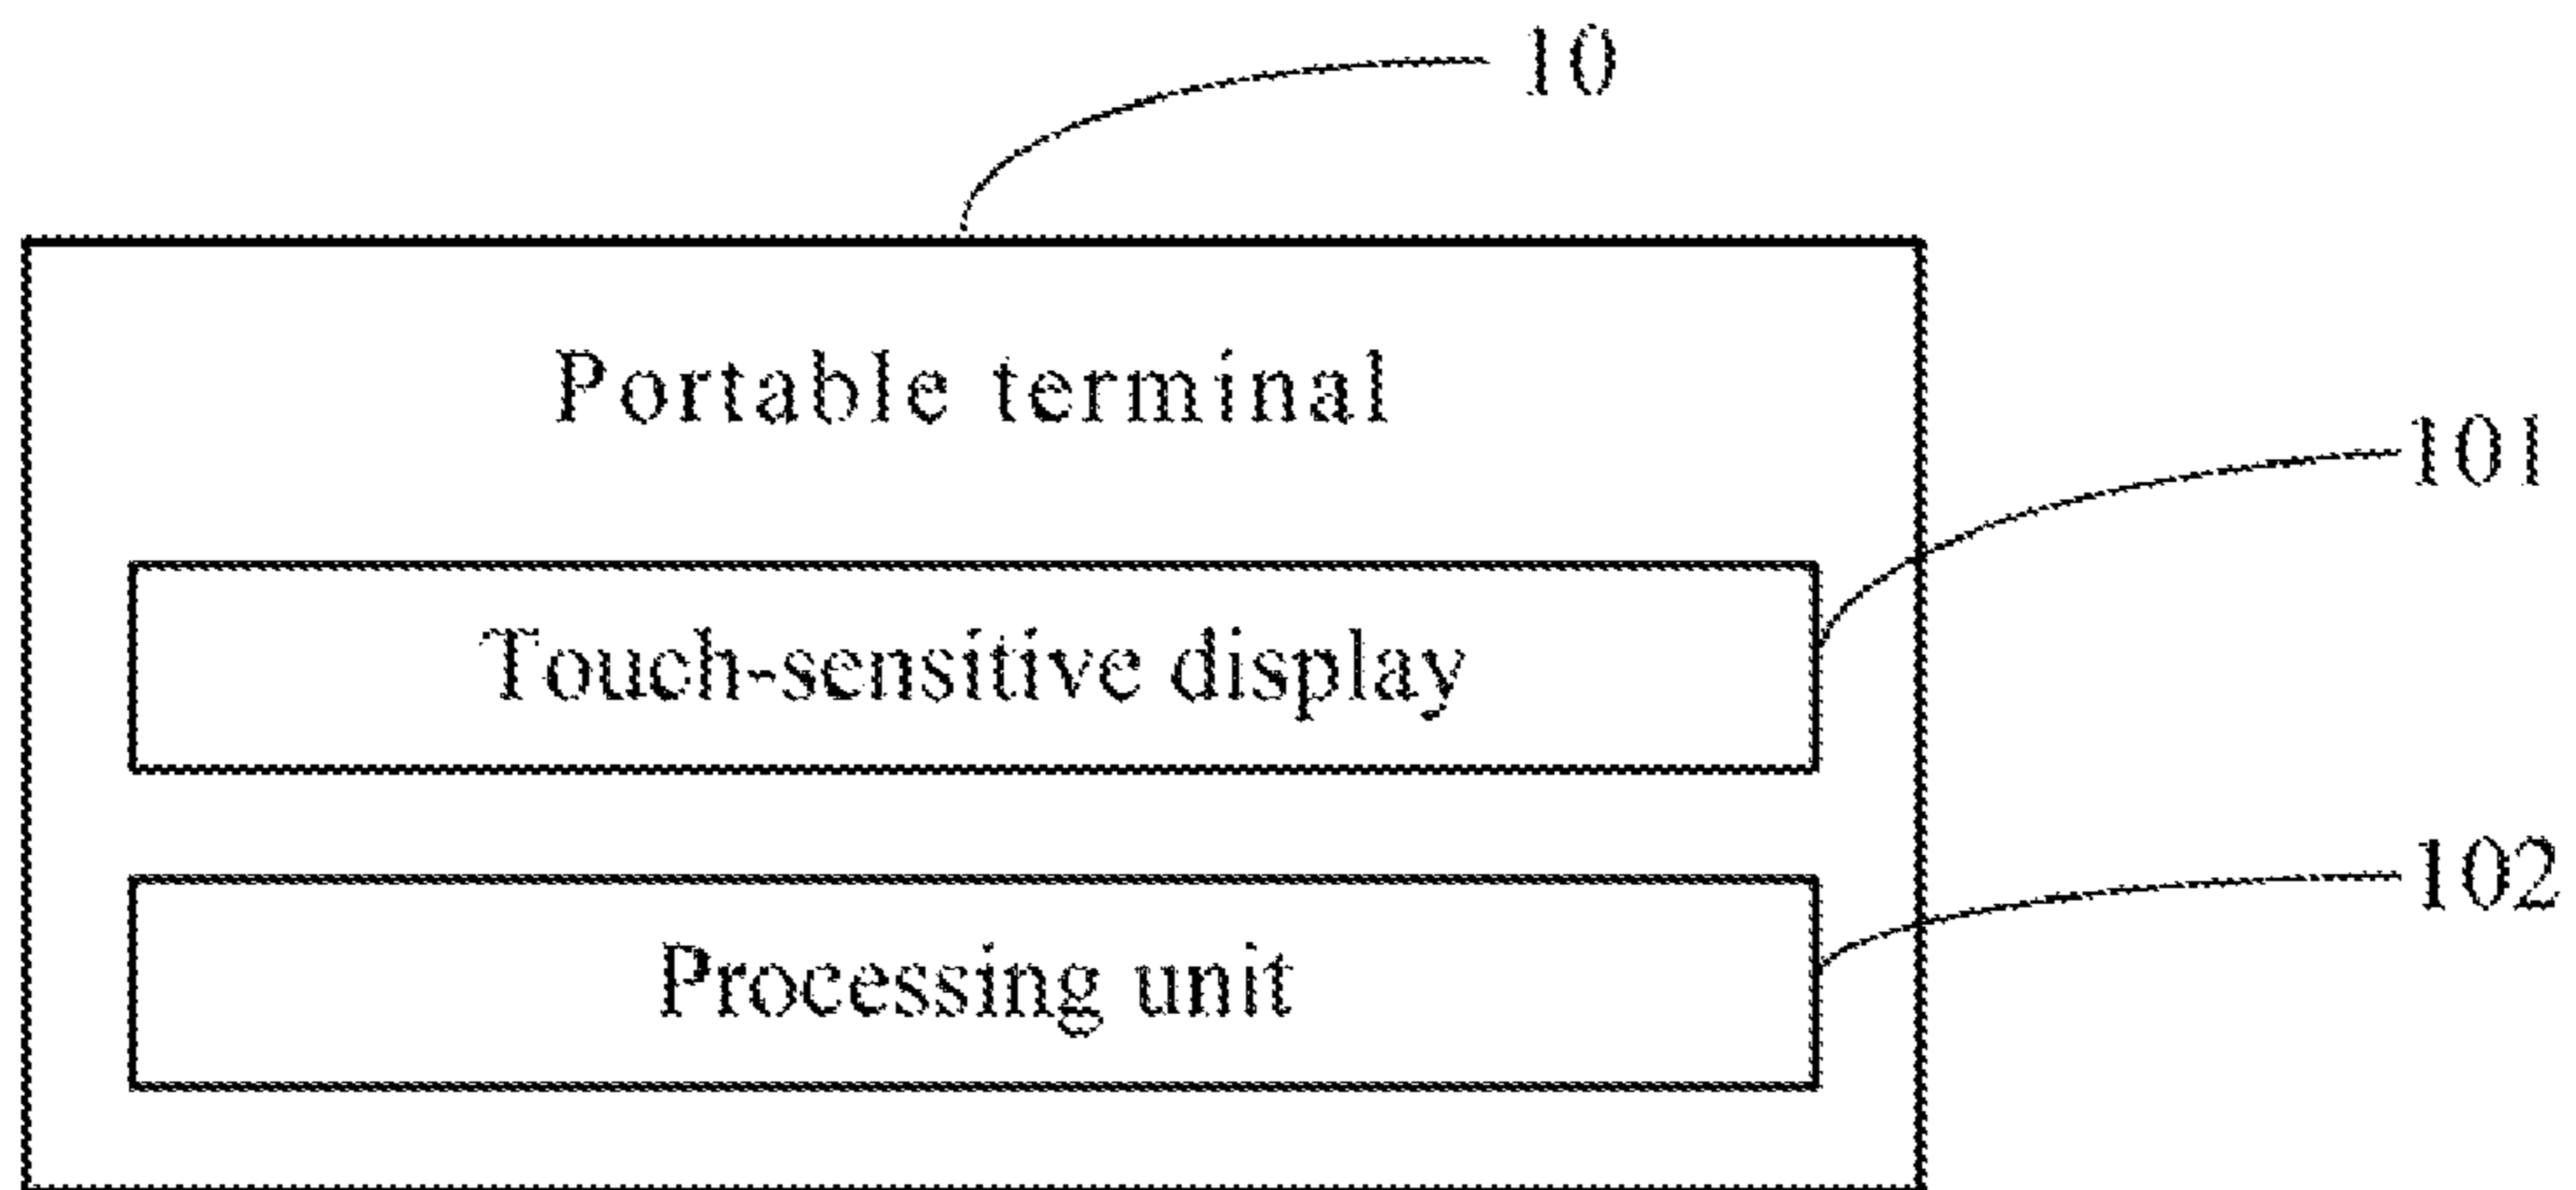 10
Portable terminal
101
Touch-sensitive display
102
Processing unit